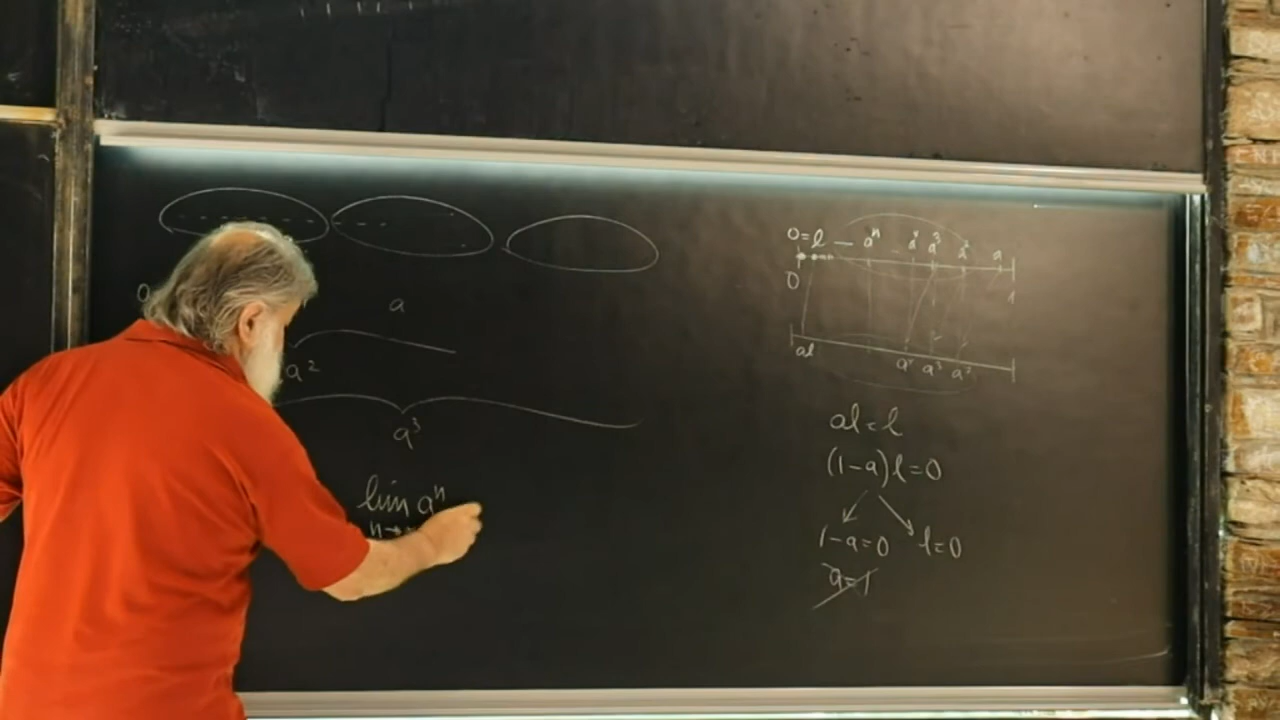 a
a²
a³
lim aⁿ
n→
0=l — aⁿ - a⁴ a³ a² a
0 1
al a⁴ a³ a²
al=l
(1-a)l=0
1-a=0 l=0
a=1